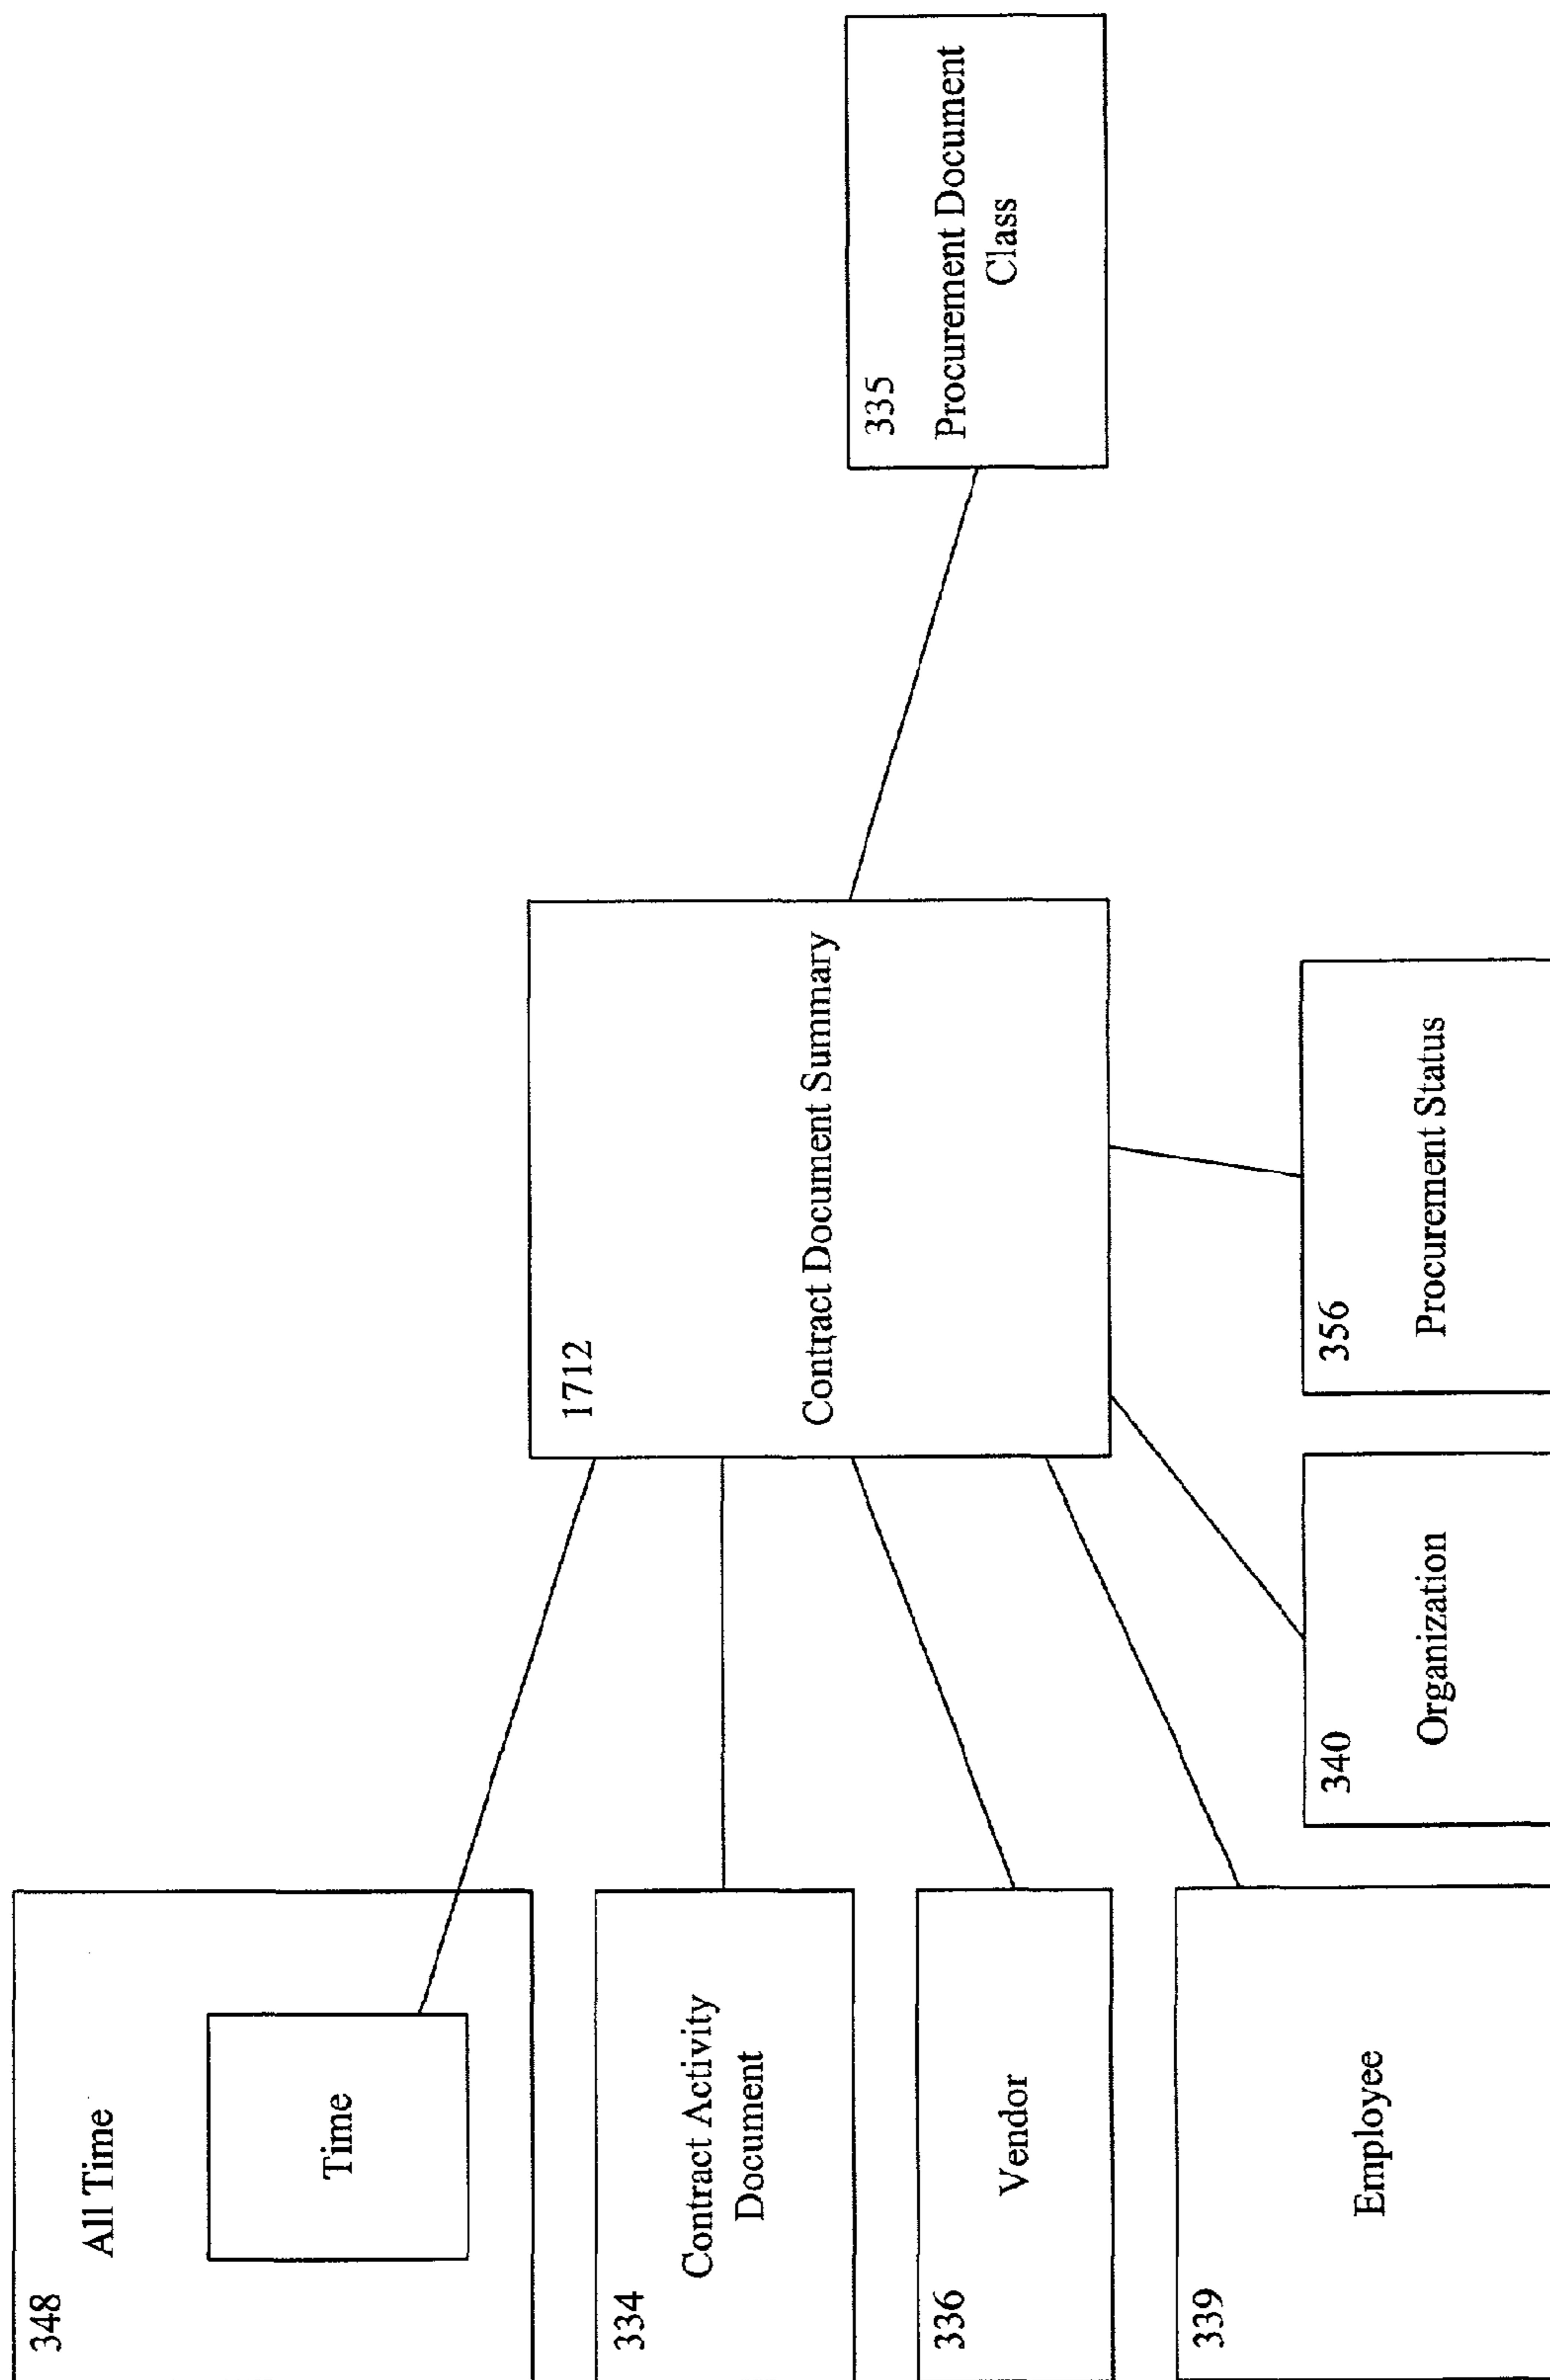 348
All Time
Time
334
Contract Activity
Document
336
Vendor
339
Employee
1712
Contract Document Summary
340
Organization
356
Procurement Status
335
Procurement Document
Class